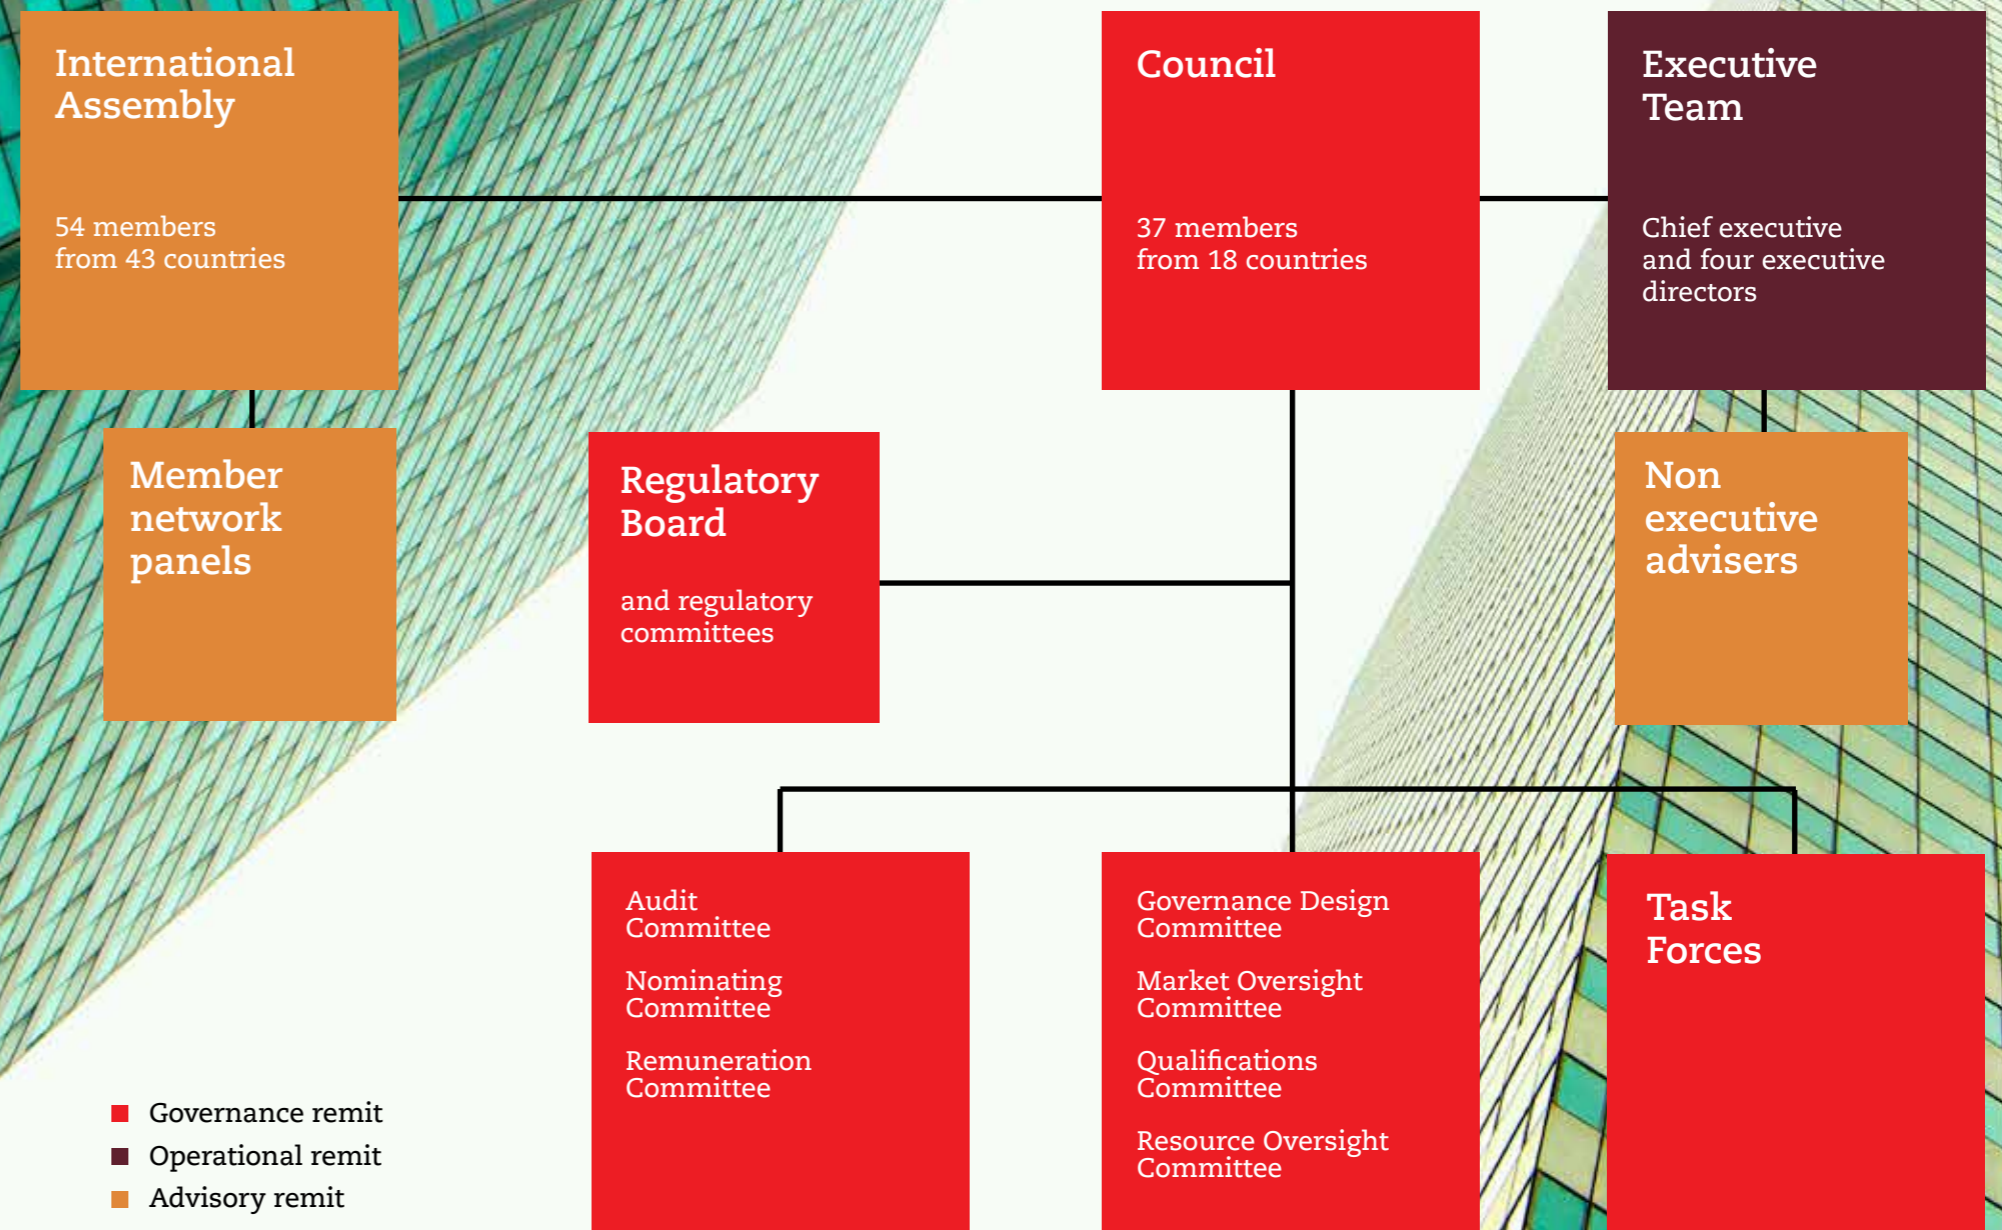 International
Assembly
54 members
from 43 countries
Council
37 members
from 18 countries
Executive
Team
Chief executive
and four executive
directors
Member
network
panels
Regulatory
Board
and regulatory
committees
Non
executive
advisers
Audit
Committee
Nominating
Committee
Remuneration
Committee
Governance Design
Committee
Market Oversight
Committee
Qualifications
Committee
Resource Oversight
Committee
Task
Forces
Governance remit
Operational remit
Advisory remit